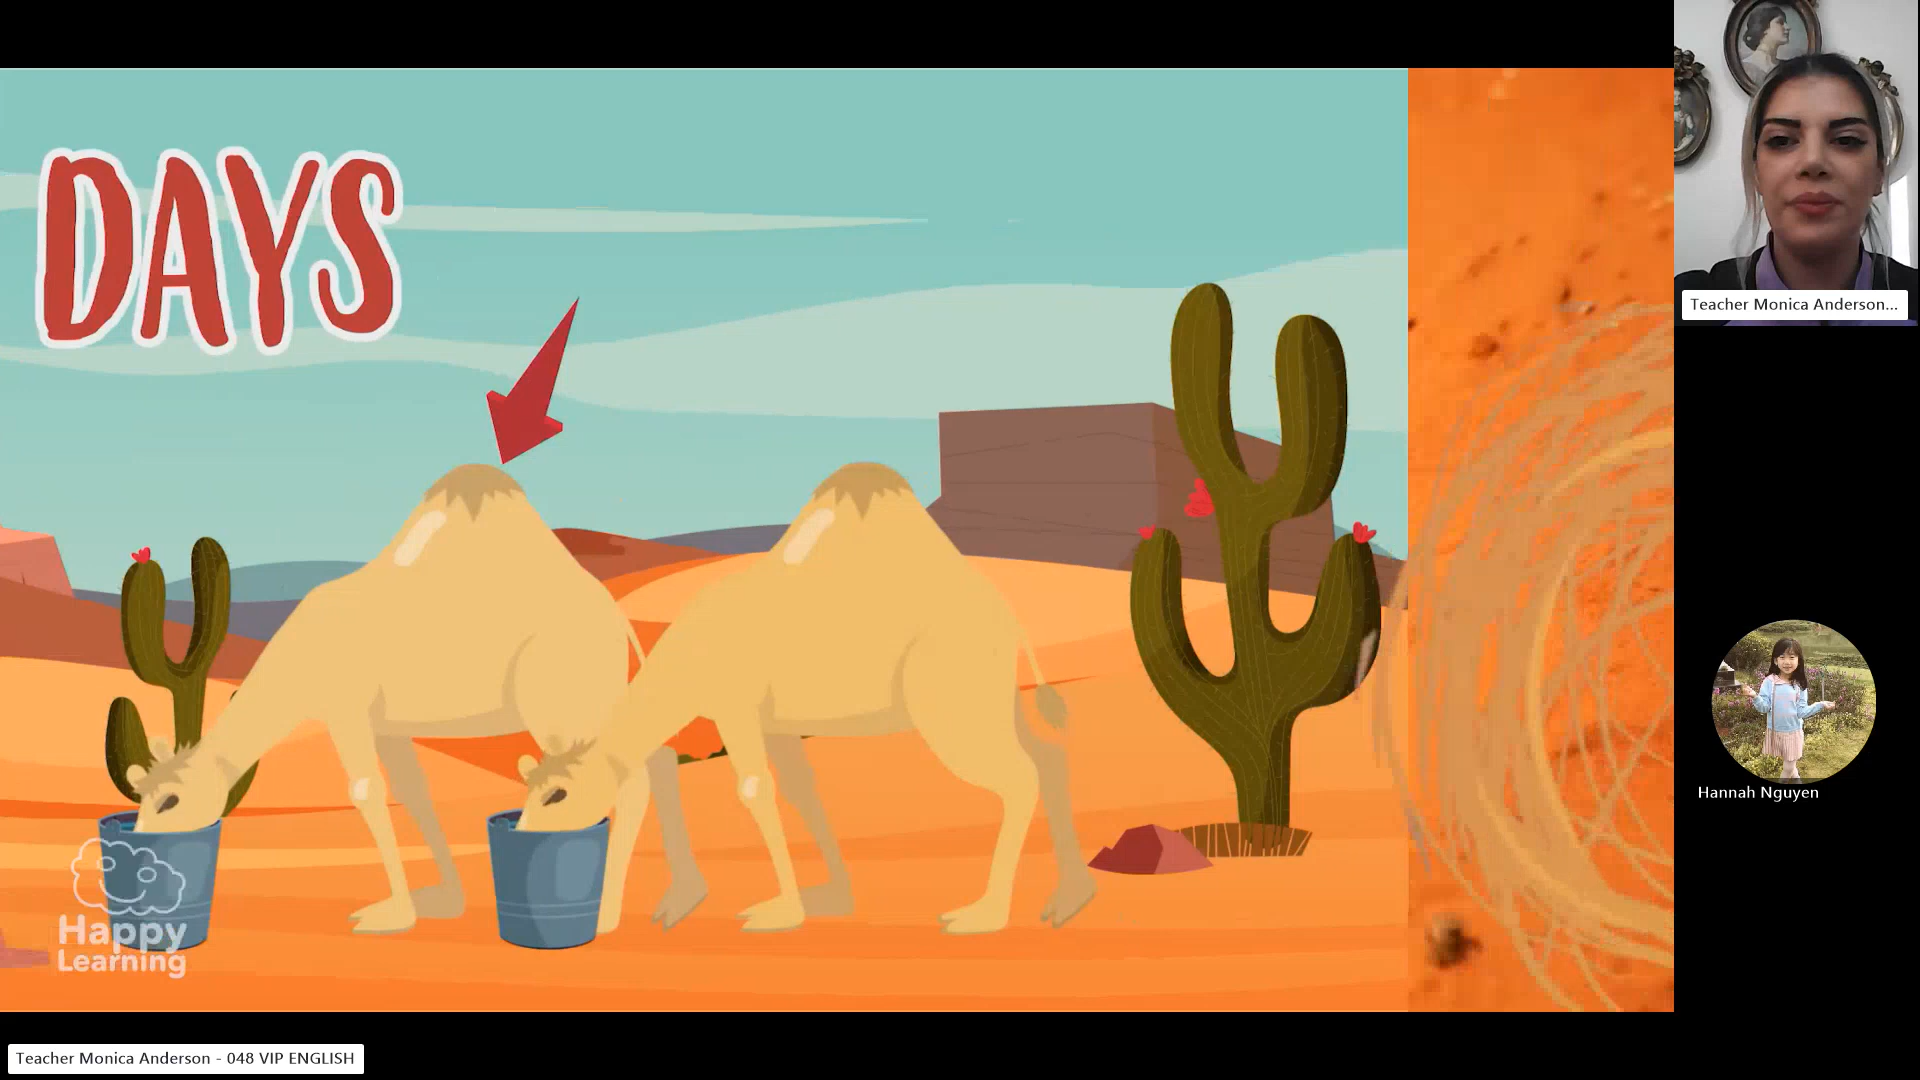 DAYS
Teacher Monica Anderson...
Hannah Nguyen
Happy
Learning
Teacher Monica Anderson - 048 VIP ENGLISH